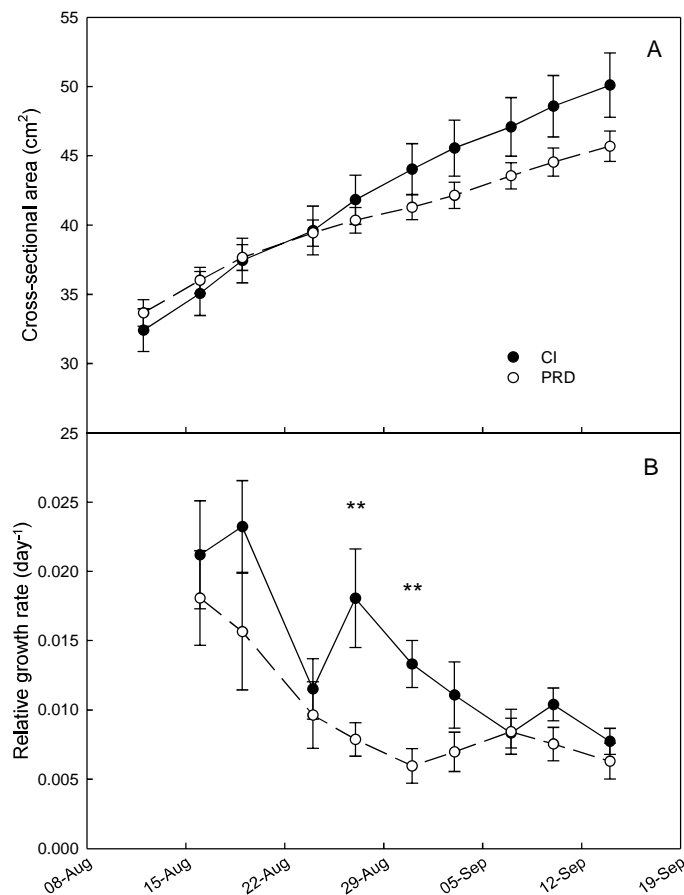 55
A
50
45
40
35
30
25
Cross-sectional area (cm²)
CI
PRD
B
0.025
0.020
0.015
0.010
0.005
0.000
Relative growth rate (day⁻¹)
**
**
08-Aug
15-Aug
22-Aug
29-Aug
05-Sep
12-Sep
19-Sep